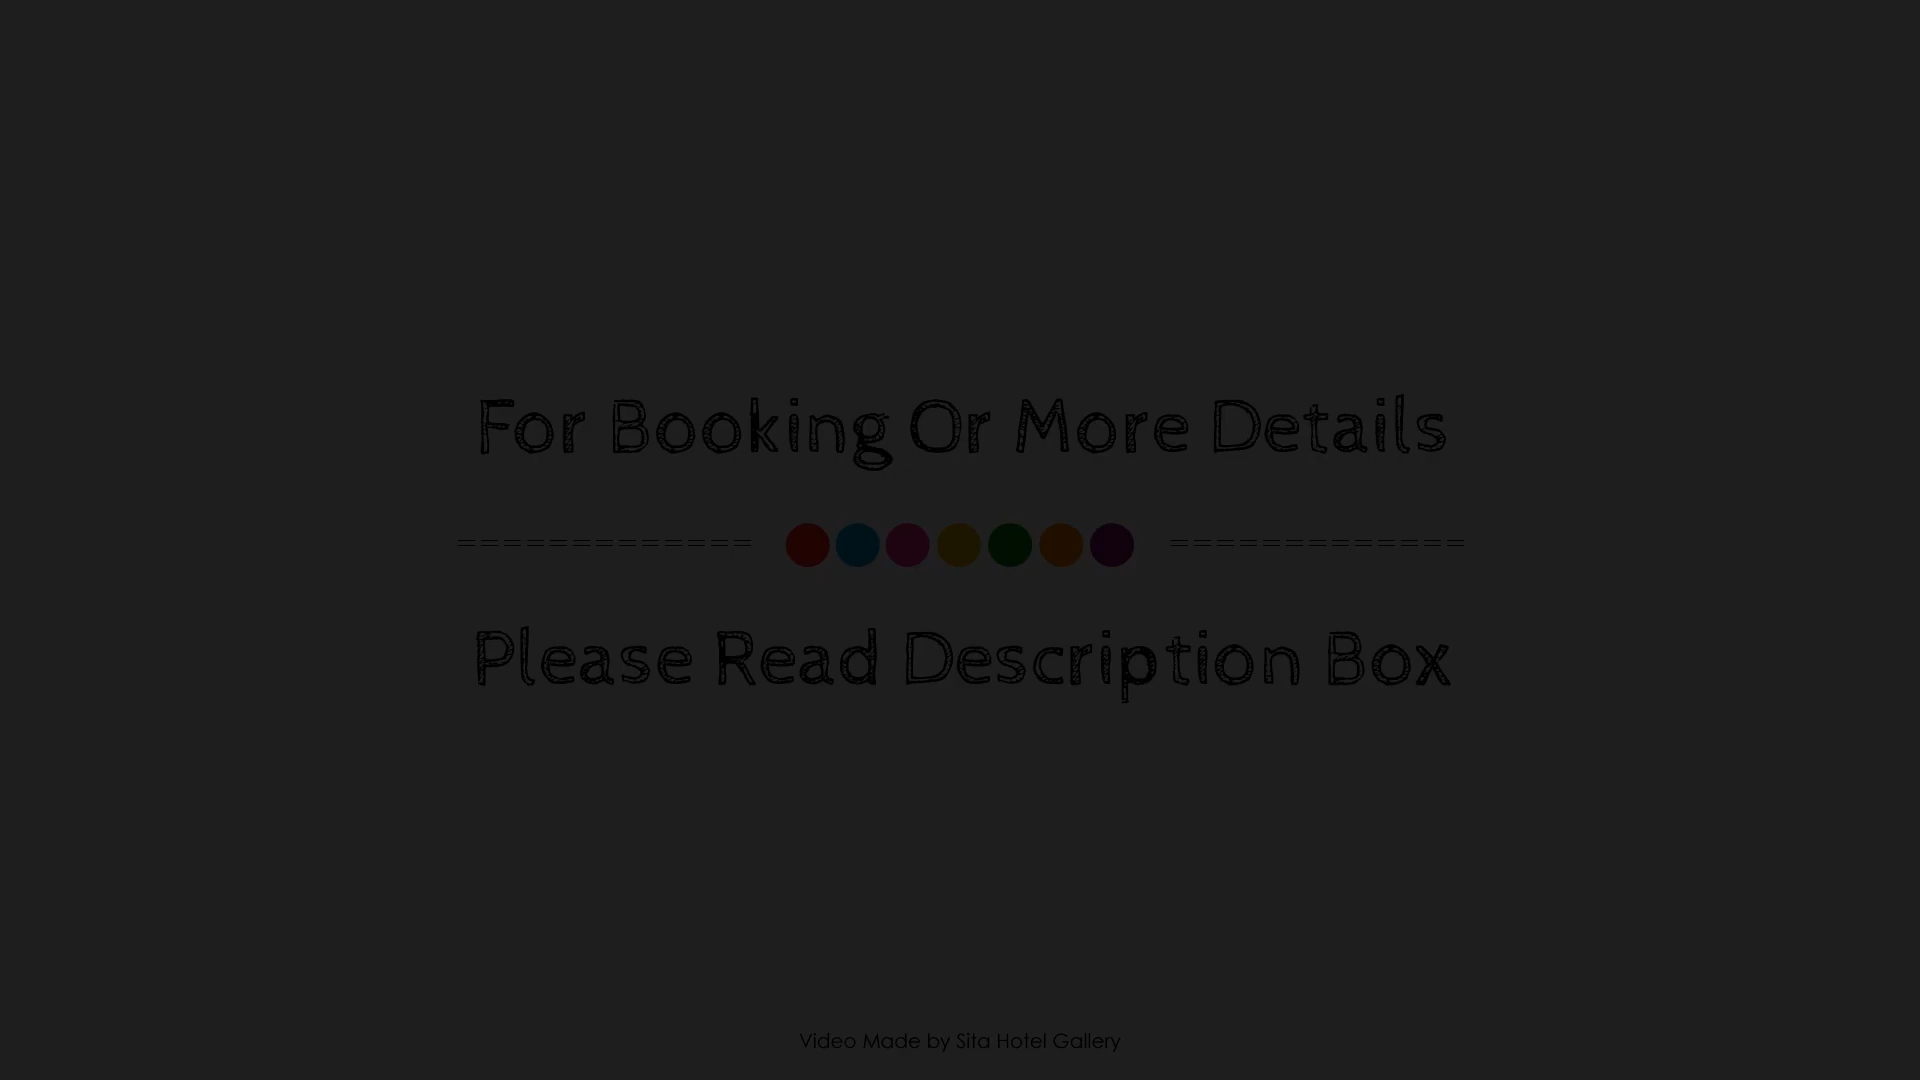 For Booking Or More Details
============= =============
Please Read Description Box
Video Made by Sita Hotel Gallery